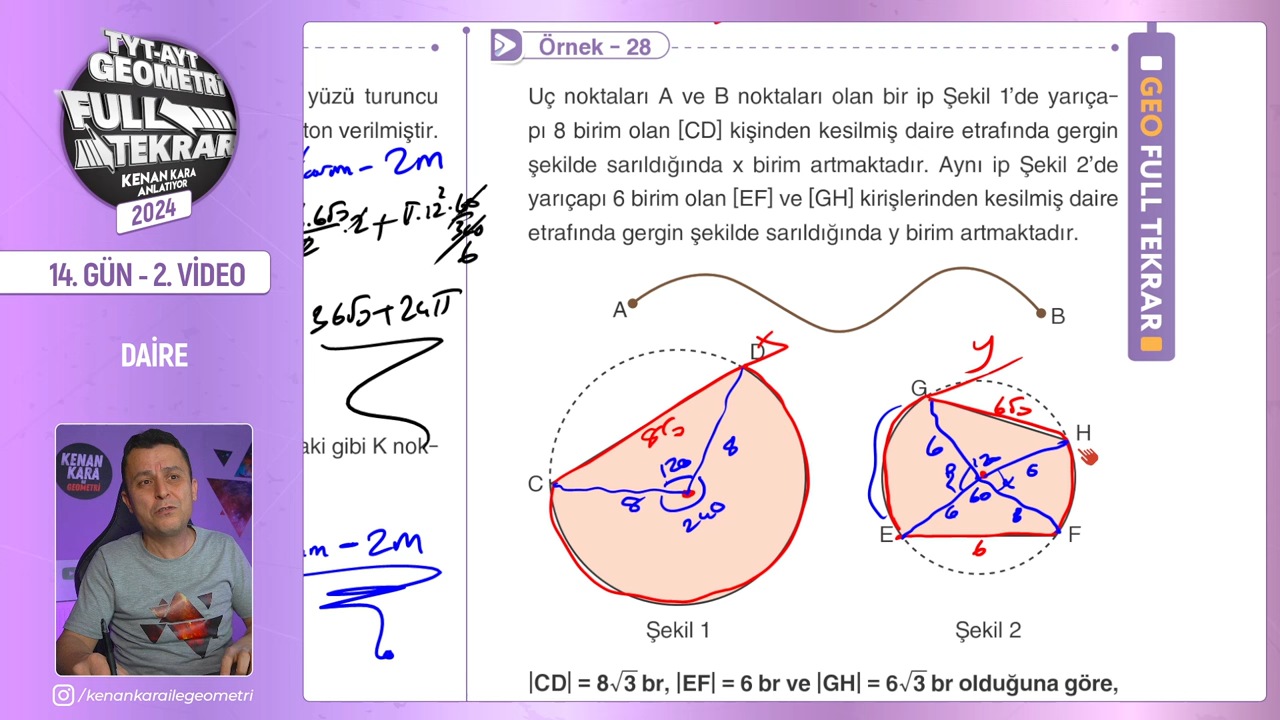 TYT-AYT
GEOMETRİ
FULL
TEKRAR
KENAN KARA
ANLATIYOR
2024
14. GÜN - 2. VİDEO
DAİRE
KENAN
KARA
GEOMETRİ
/kenankarailegeometri
yüzü turuncu
ton verilmiştir.
- 2m
36√3+24π
aki gibi K nok-
m - 2m
Örnek - 28
Uç noktaları A ve B noktaları olan bir ip Şekil 1'de yarıça-
pı 8 birim olan [CD] kişinden kesilmiş daire etrafında gergin
şekilde sarıldığında x birim artmaktadır. Aynı ip Şekil 2'de
yarıçapı 6 birim olan [EF] ve [GH] kirişlerinden kesilmiş daire
etrafında gergin şekilde sarıldığında y birim artmaktadır.
A
B
D
x
8√3
120
8
C
8
240
Şekil 1
y
G
6√3
H
6
120
6
x
60
6
8
E
F
6
Şekil 2
|CD| = 8√3 br, |EF| = 6 br ve |GH| = 6√3 br olduğuna göre,
GEO FULL TEKRAR